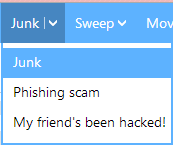 Junk Sweep Mov
Junk
Phishing scam
My friend's been hacked!